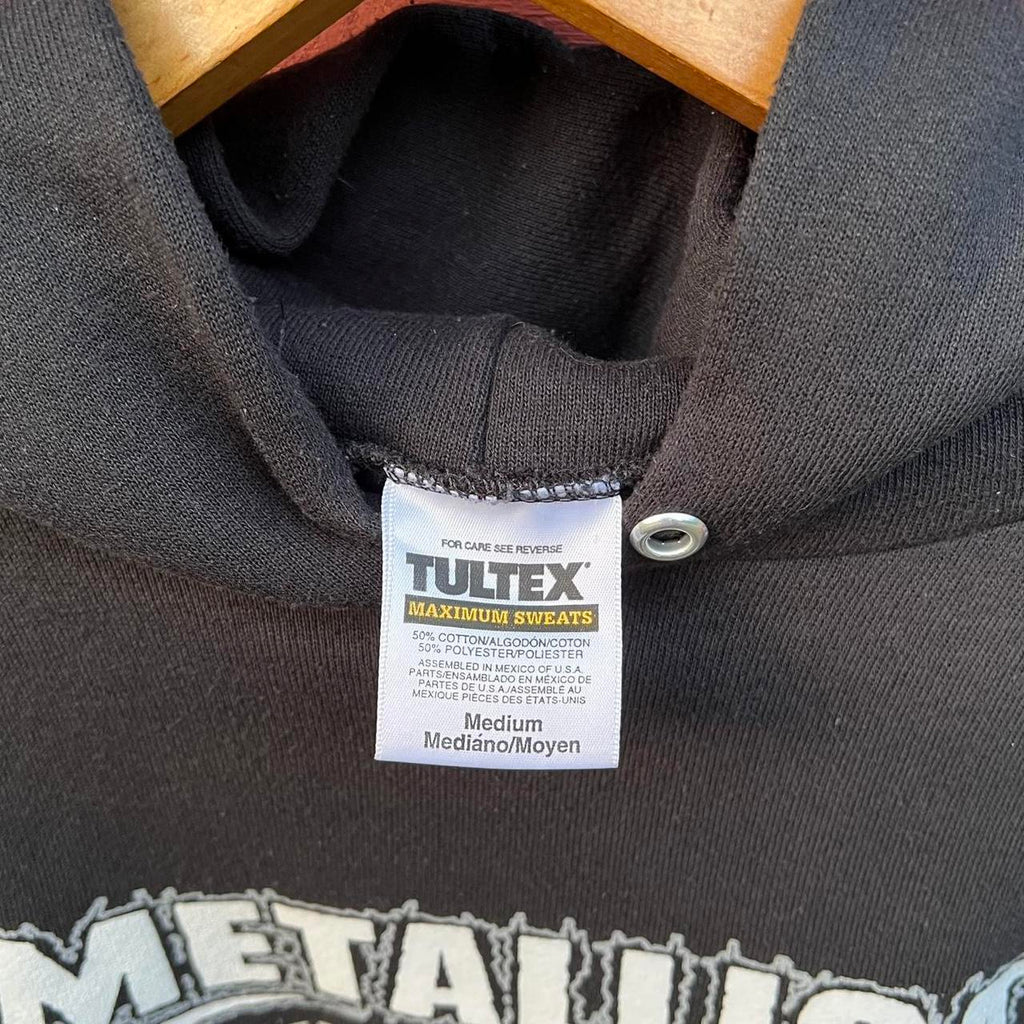 FOR CARE SEE REVERSE
TULTEX®
MAXIMUM SWEATS
50% COTTON/ALGODÓN/COTON
50% POLYESTER/POLIESTER
ASSEMBLED IN MEXICO OF U.S.A.
PARTS/ENSAMBLADO EN MÉXICO DE
PARTES DE U.S.A./ASSEMBLÉ AU
MEXIQUE PIÈCES DES ÉTATS-UNIS
Medium
Mediáno/Moyen
METALLIC